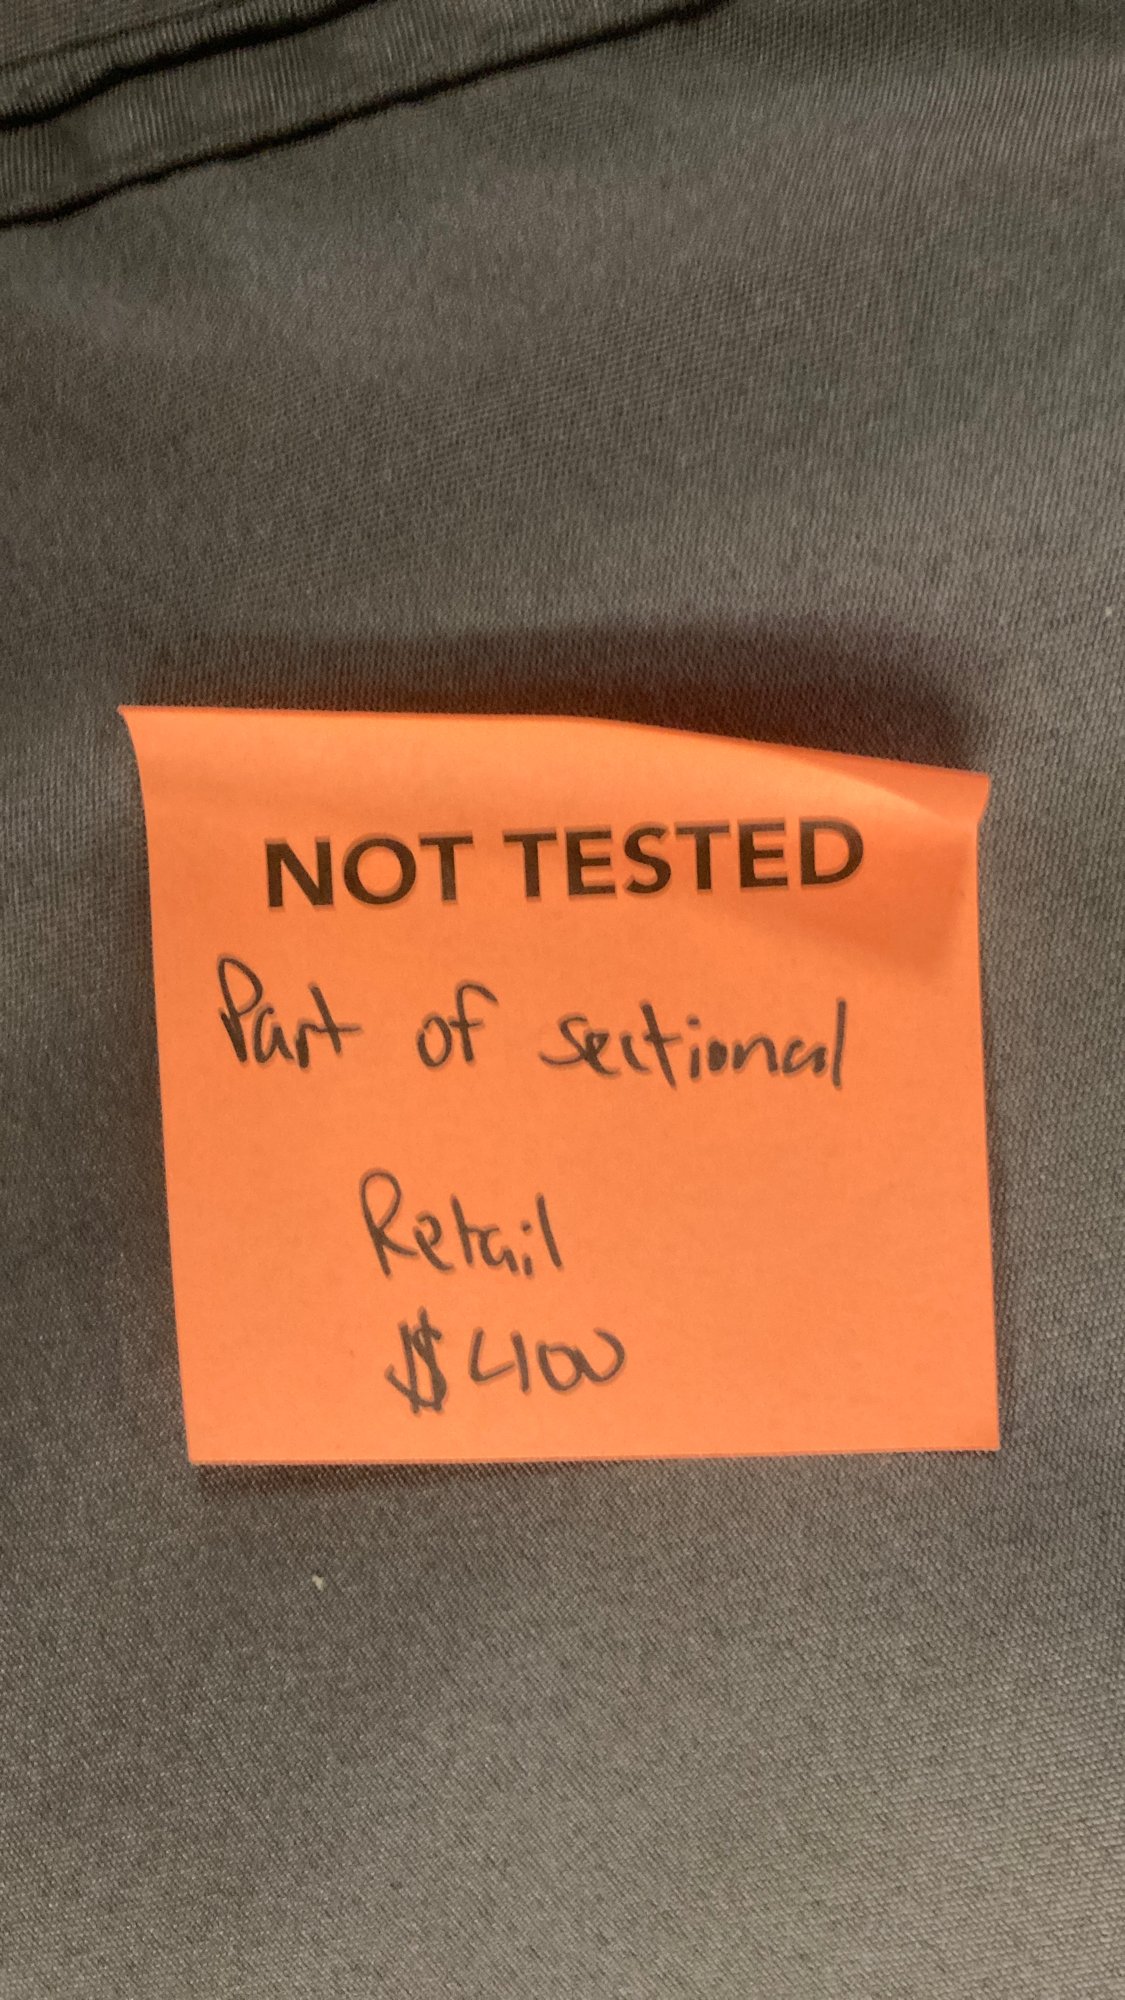 NOT TESTED
Part of sectional
Retail
$400